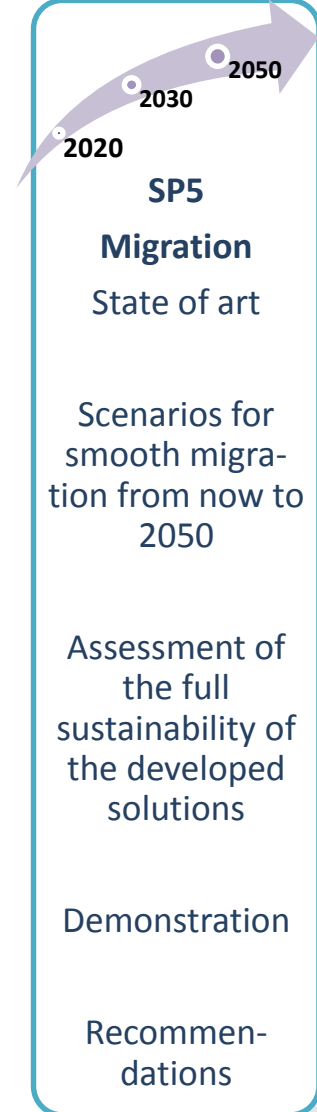 2050
2030
2020
SP5
Migration
State of art
Scenarios for
smooth migra-
tion from now to
2050
Assessment of
the full
sustainability of
the developed
solutions
Demonstration
Recommen-
dations